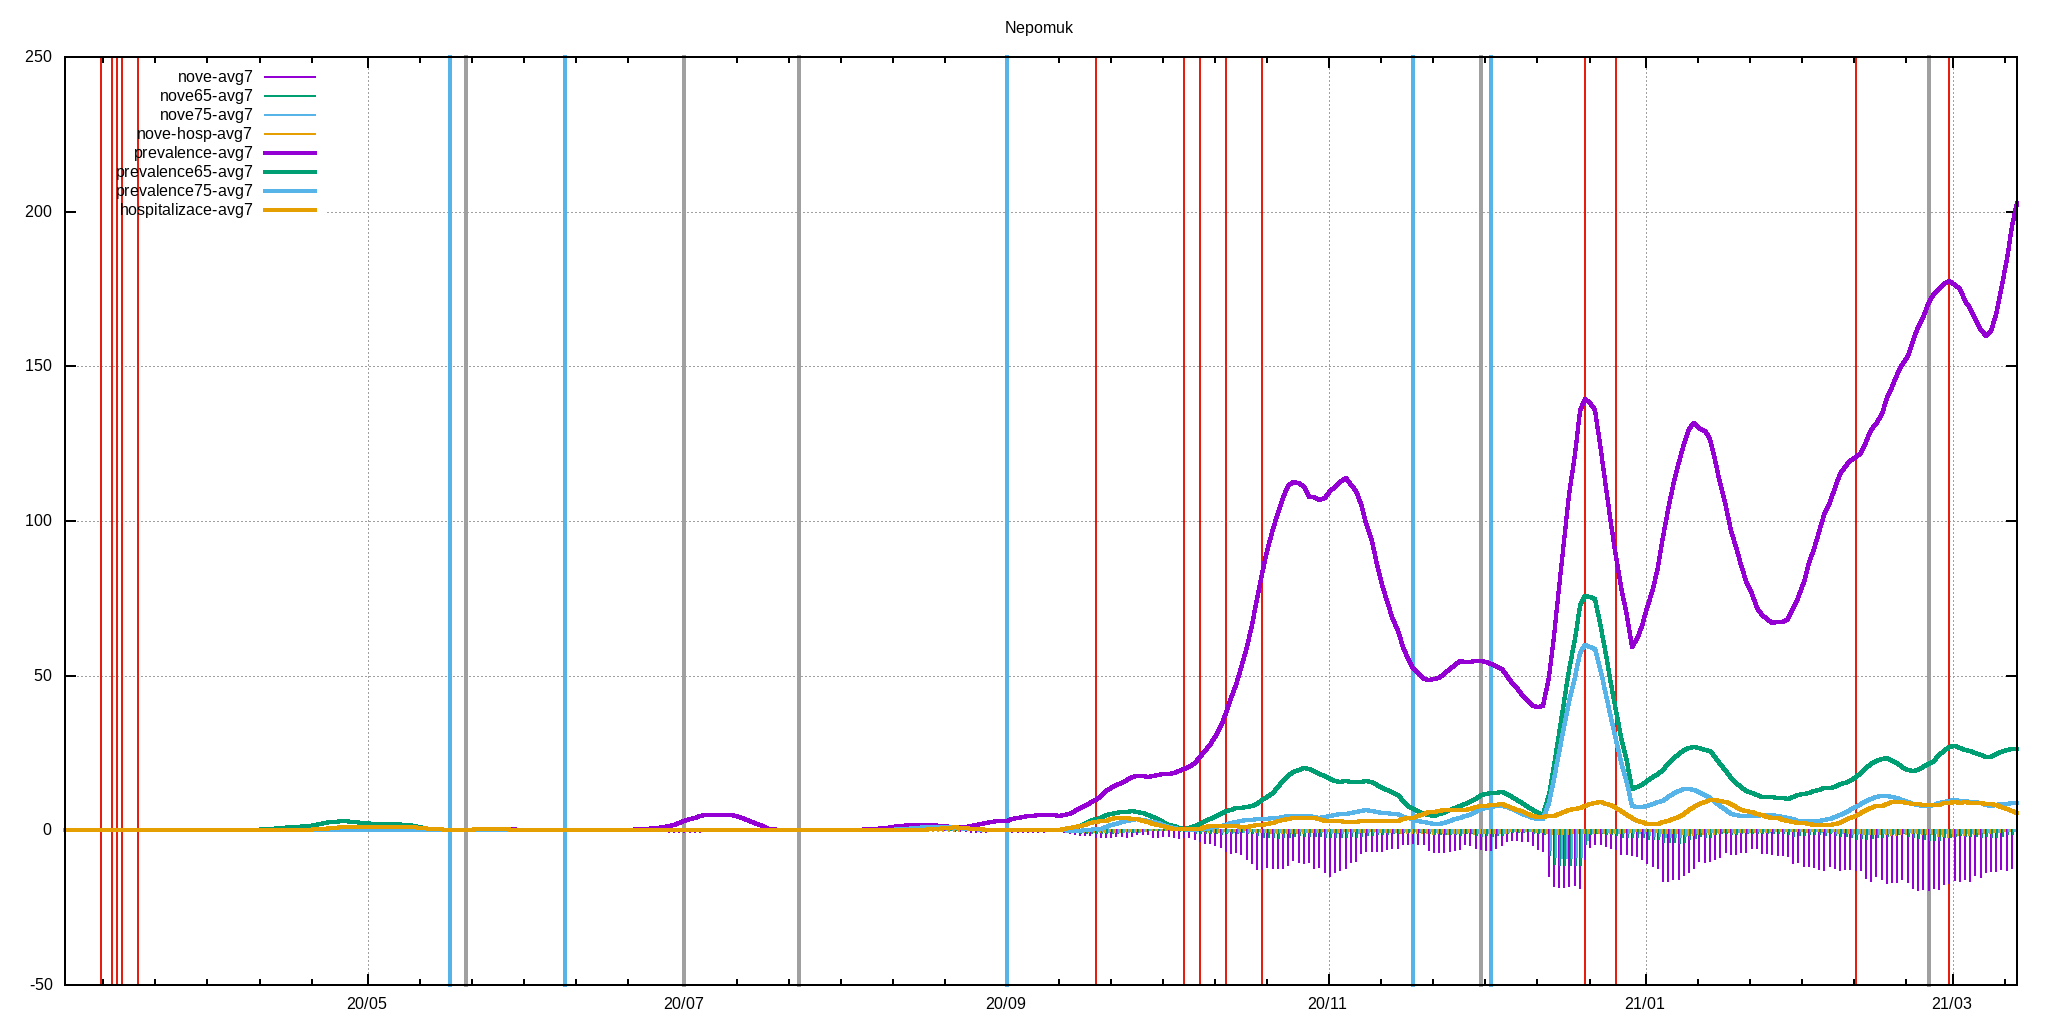 Nepomuk
250
200
150
100
50
0
-50
nove-avg7
nove65-avg7
nove75-avg7
nove-hosp-avg7
prevalence-avg7
prevalence65-avg7
prevalence75-avg7
hospitalizace-avg7
20/05
20/07
20/09
20/11
21/01
21/03